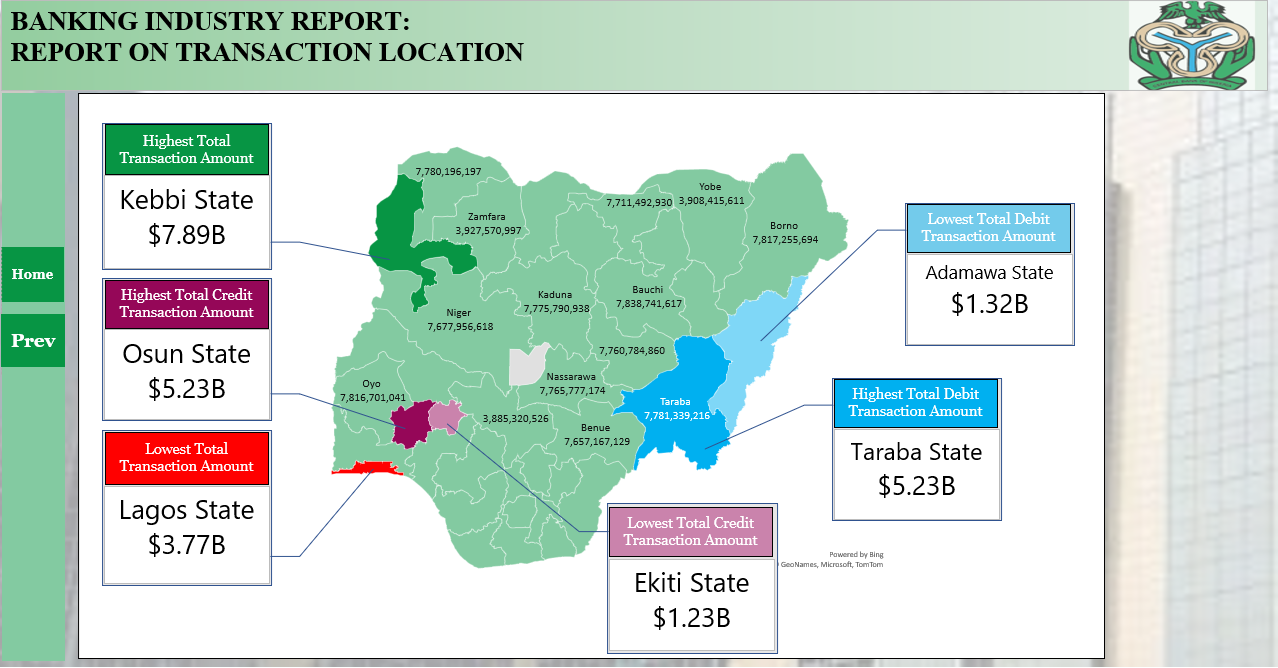 BANKING INDUSTRY REPORT:
REPORT ON TRANSACTION LOCATION
Home
Prev
Highest Total
Transaction Amount
Kebbi State
$7.89B
Highest Total Credit
Transaction Amount
Osun State
$5.23B
Lowest Total
Transaction Amount
Lagos State
$3.77B
7,780,196,197
Zamfara
3,927,570,997
7,711,492,930
Yobe
3,908,415,611
Borno
7,817,255,694
Niger
7,677,956,618
Kaduna
7,775,790,938
Bauchi
7,838,741,617
7,760,784,860
Nassarawa
7,765,777,174
Oyo
7,816,701,041
3,885,320,526
Benue
7,657,167,129
Taraba
7,781,339,216
Lowest Total Debit
Transaction Amount
Adamawa State
$1.32B
Highest Total Debit
Transaction Amount
Taraba State
$5.23B
Lowest Total Credit
Transaction Amount
Ekiti State
$1.23B
Powered by Bing
GeoNames, Microsoft, TomTom